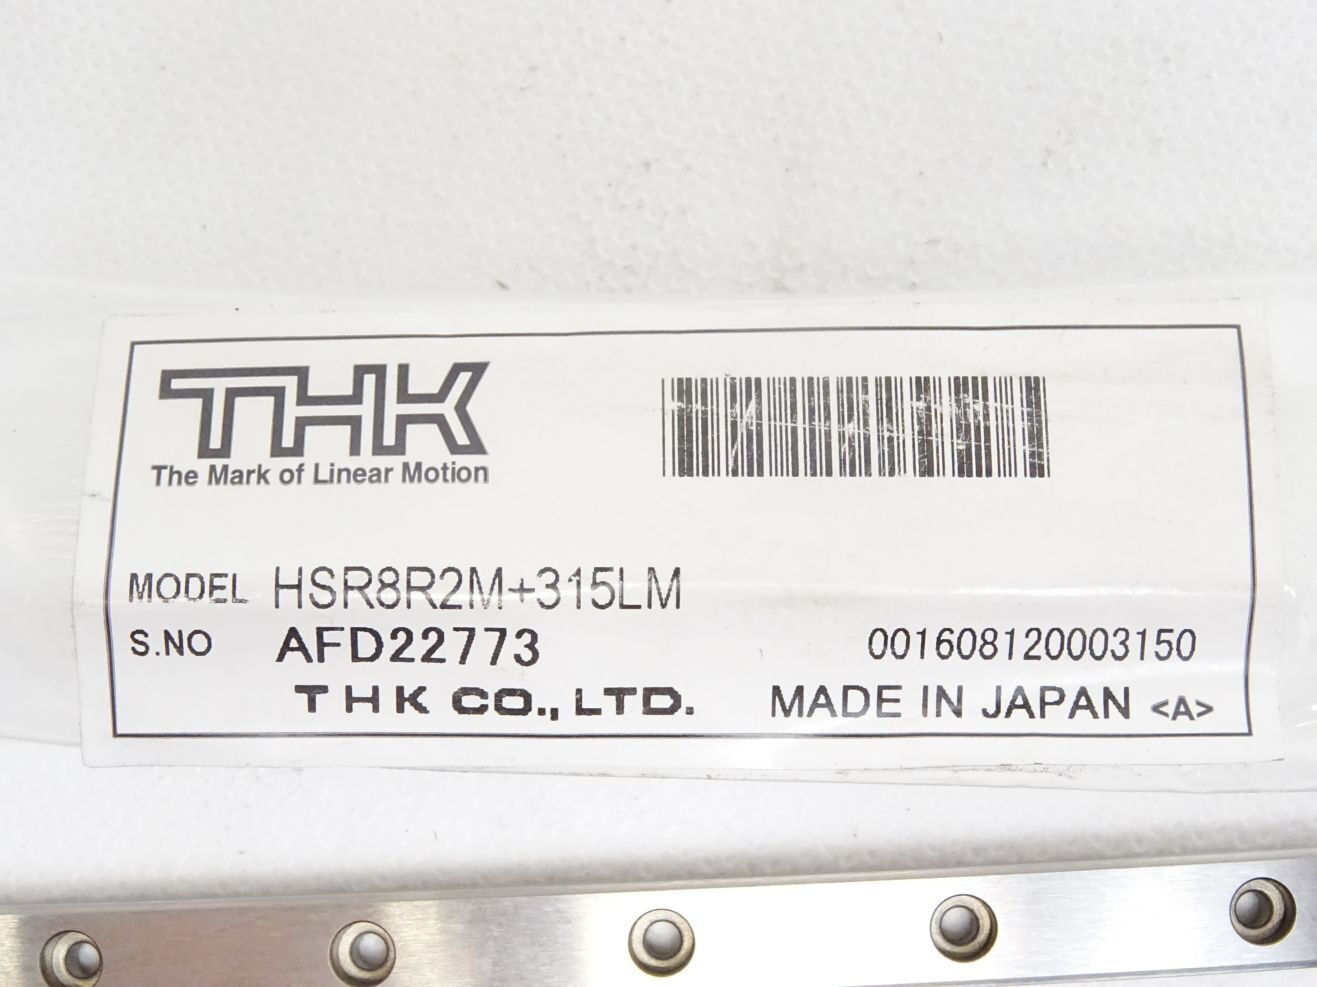 THK
The Mark of Linear Motion
MODEL HSR8R2M+315LM
S.NO AFD22773 001608120003150
THK CO., LTD. MADE IN JAPAN <A>